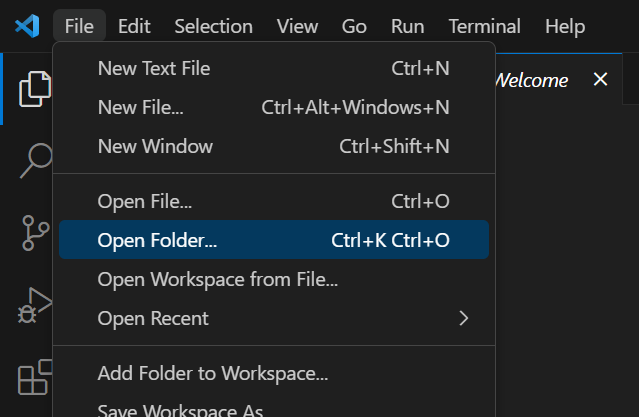 File Edit Selection View Go Run Terminal Help
Welcome
New Text File Ctrl+N
New File... Ctrl+Alt+Windows+N
New Window Ctrl+Shift+N
Open File... Ctrl+O
Open Folder... Ctrl+K Ctrl+O
Open Workspace from File...
Open Recent
Add Folder to Workspace...
Save Workspace As